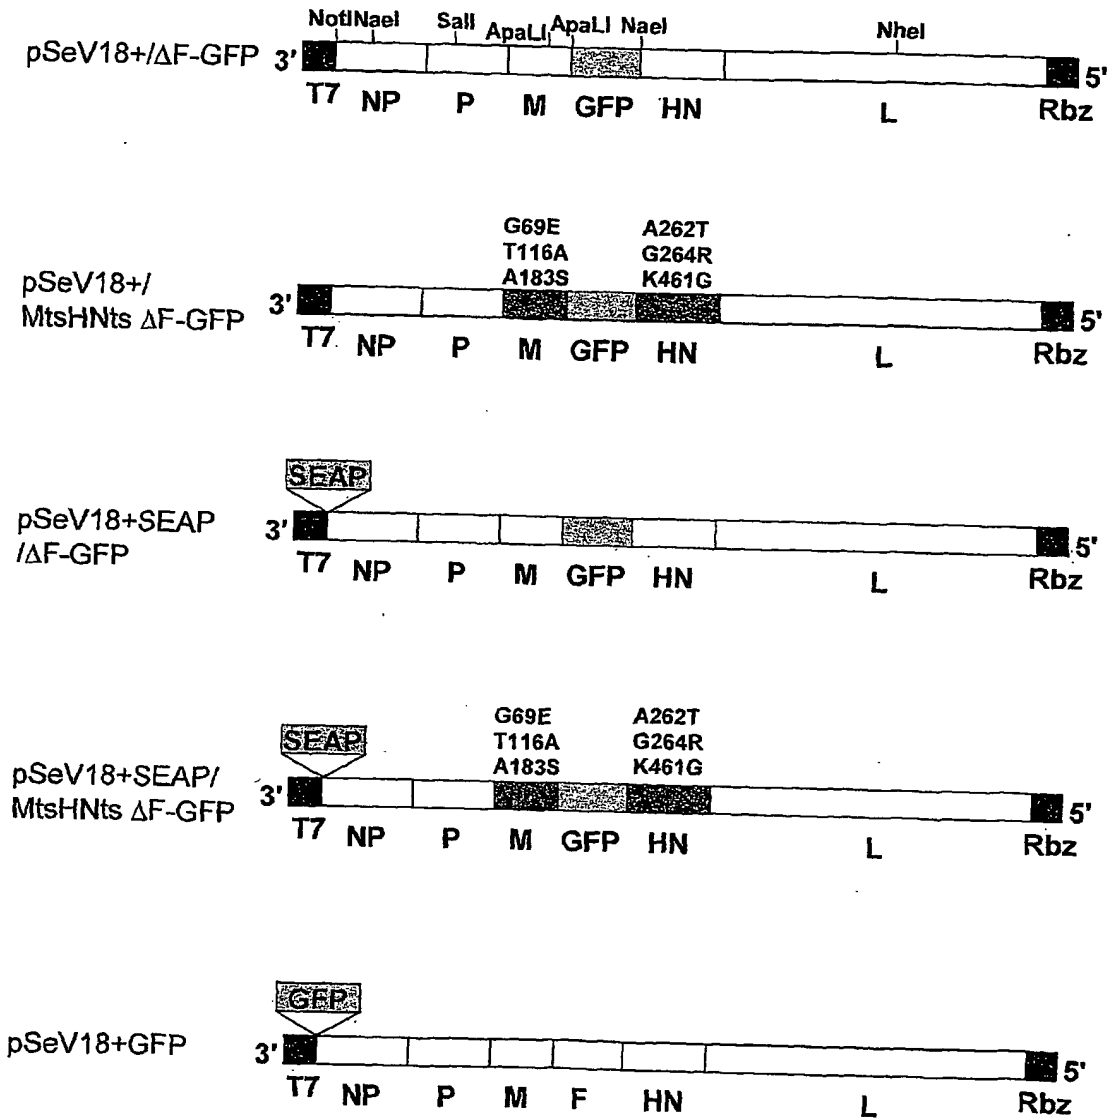 NotI NaeI SalI ApaLI ApaLI NaeI NheI
pSeV18+/ΔF-GFP 3' 5'
T7 NP P M GFP HN L Rbz
G69E A262T
T116A G264R
A183S K461G
pSeV18+/
MtsHNts ΔF-GFP 3' 5'
T7 NP P M GFP HN L Rbz
SEAP
pSeV18+SEAP
/ΔF-GFP 3' 5'
T7 NP P M GFP HN L Rbz
G69E A262T
T116A G264R
A183S K461G
SEAP
pSeV18+SEAP/
MtsHNts ΔF-GFP 3' 5'
T7 NP P M GFP HN L Rbz
GFP
pSeV18+GFP 3' 5'
T7 NP P M F HN L Rbz